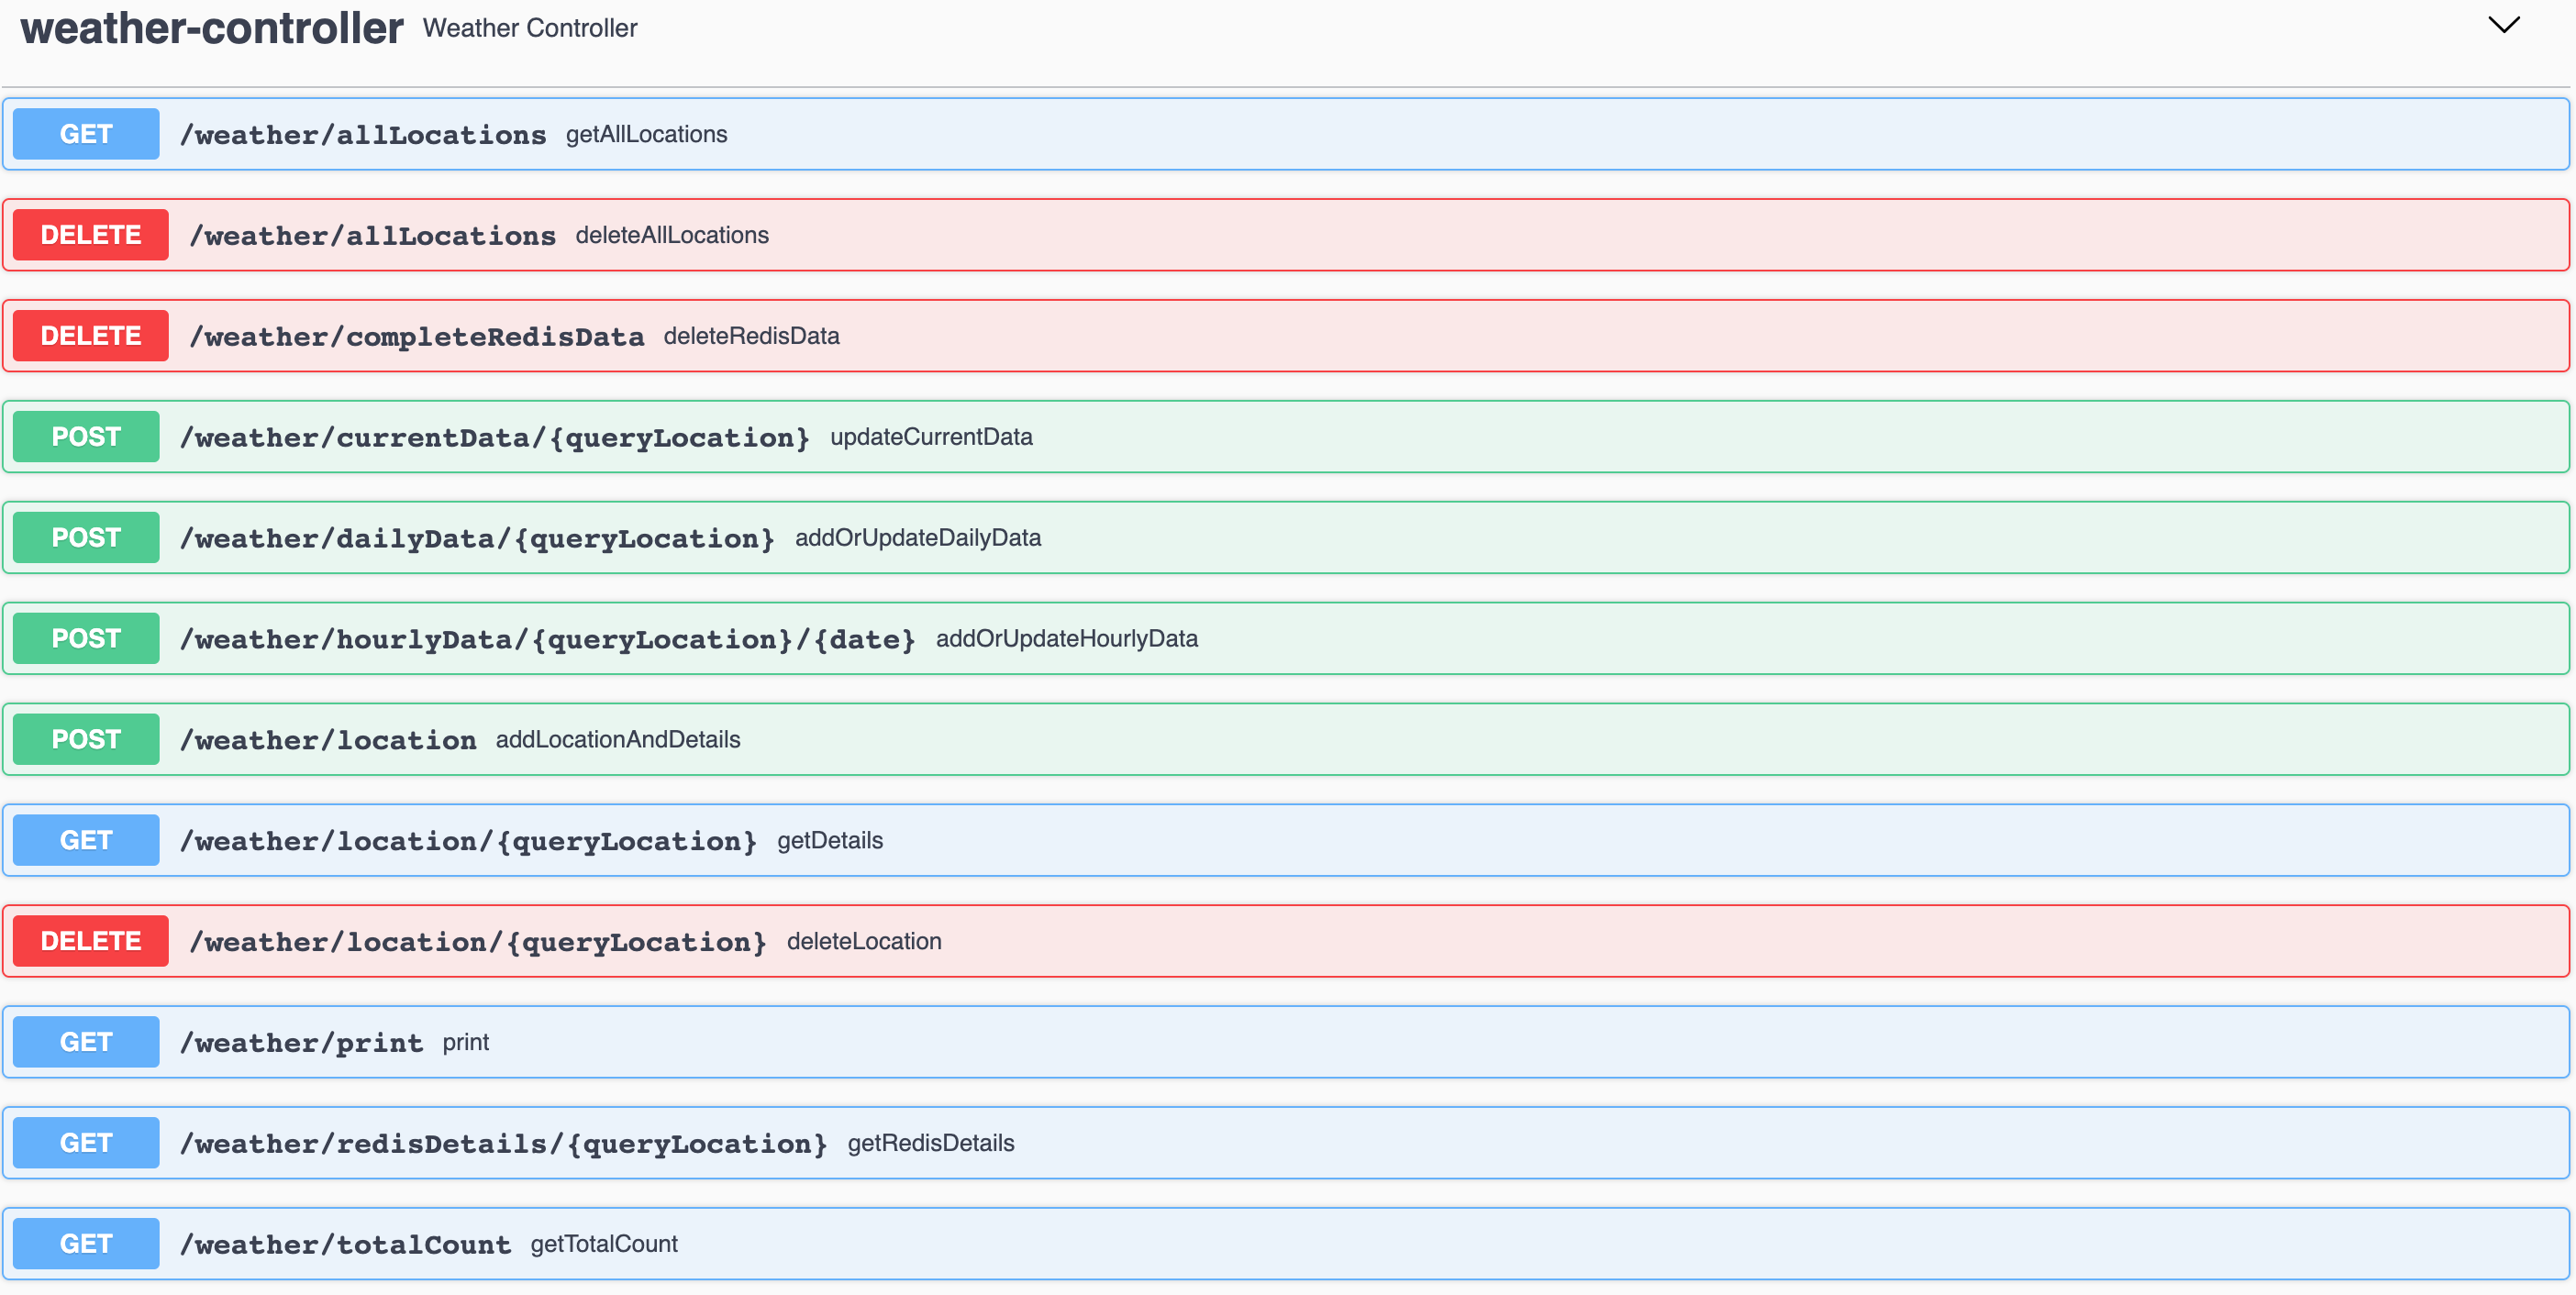 weather-controller Weather Controller
GET /weather/allLocations getAllLocations
DELETE /weather/allLocations deleteAllLocations
DELETE /weather/completeRedisData deleteRedisData
POST /weather/currentData/{queryLocation} updateCurrentData
POST /weather/dailyData/{queryLocation} addOrUpdateDailyData
POST /weather/hourlyData/{queryLocation}/{date} addOrUpdateHourlyData
POST /weather/location addLocationAndDetails
GET /weather/location/{queryLocation} getDetails
DELETE /weather/location/{queryLocation} deleteLocation
GET /weather/print print
GET /weather/redisDetails/{queryLocation} getRedisDetails
GET /weather/totalCount getTotalCount